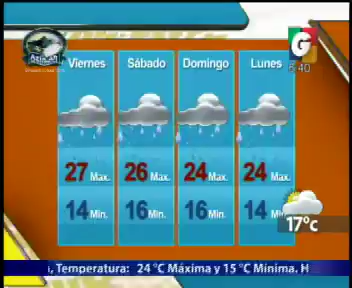 Viernes Sábado Domingo Lunes
G
8:40
27 Max. 26 Max. 24 Max. 24 Max.
14 Min. 16 Min. 16 Min. 14 Min.
17°c
Temperatura: 24 °C Máxima y 15 °C Mínima. H